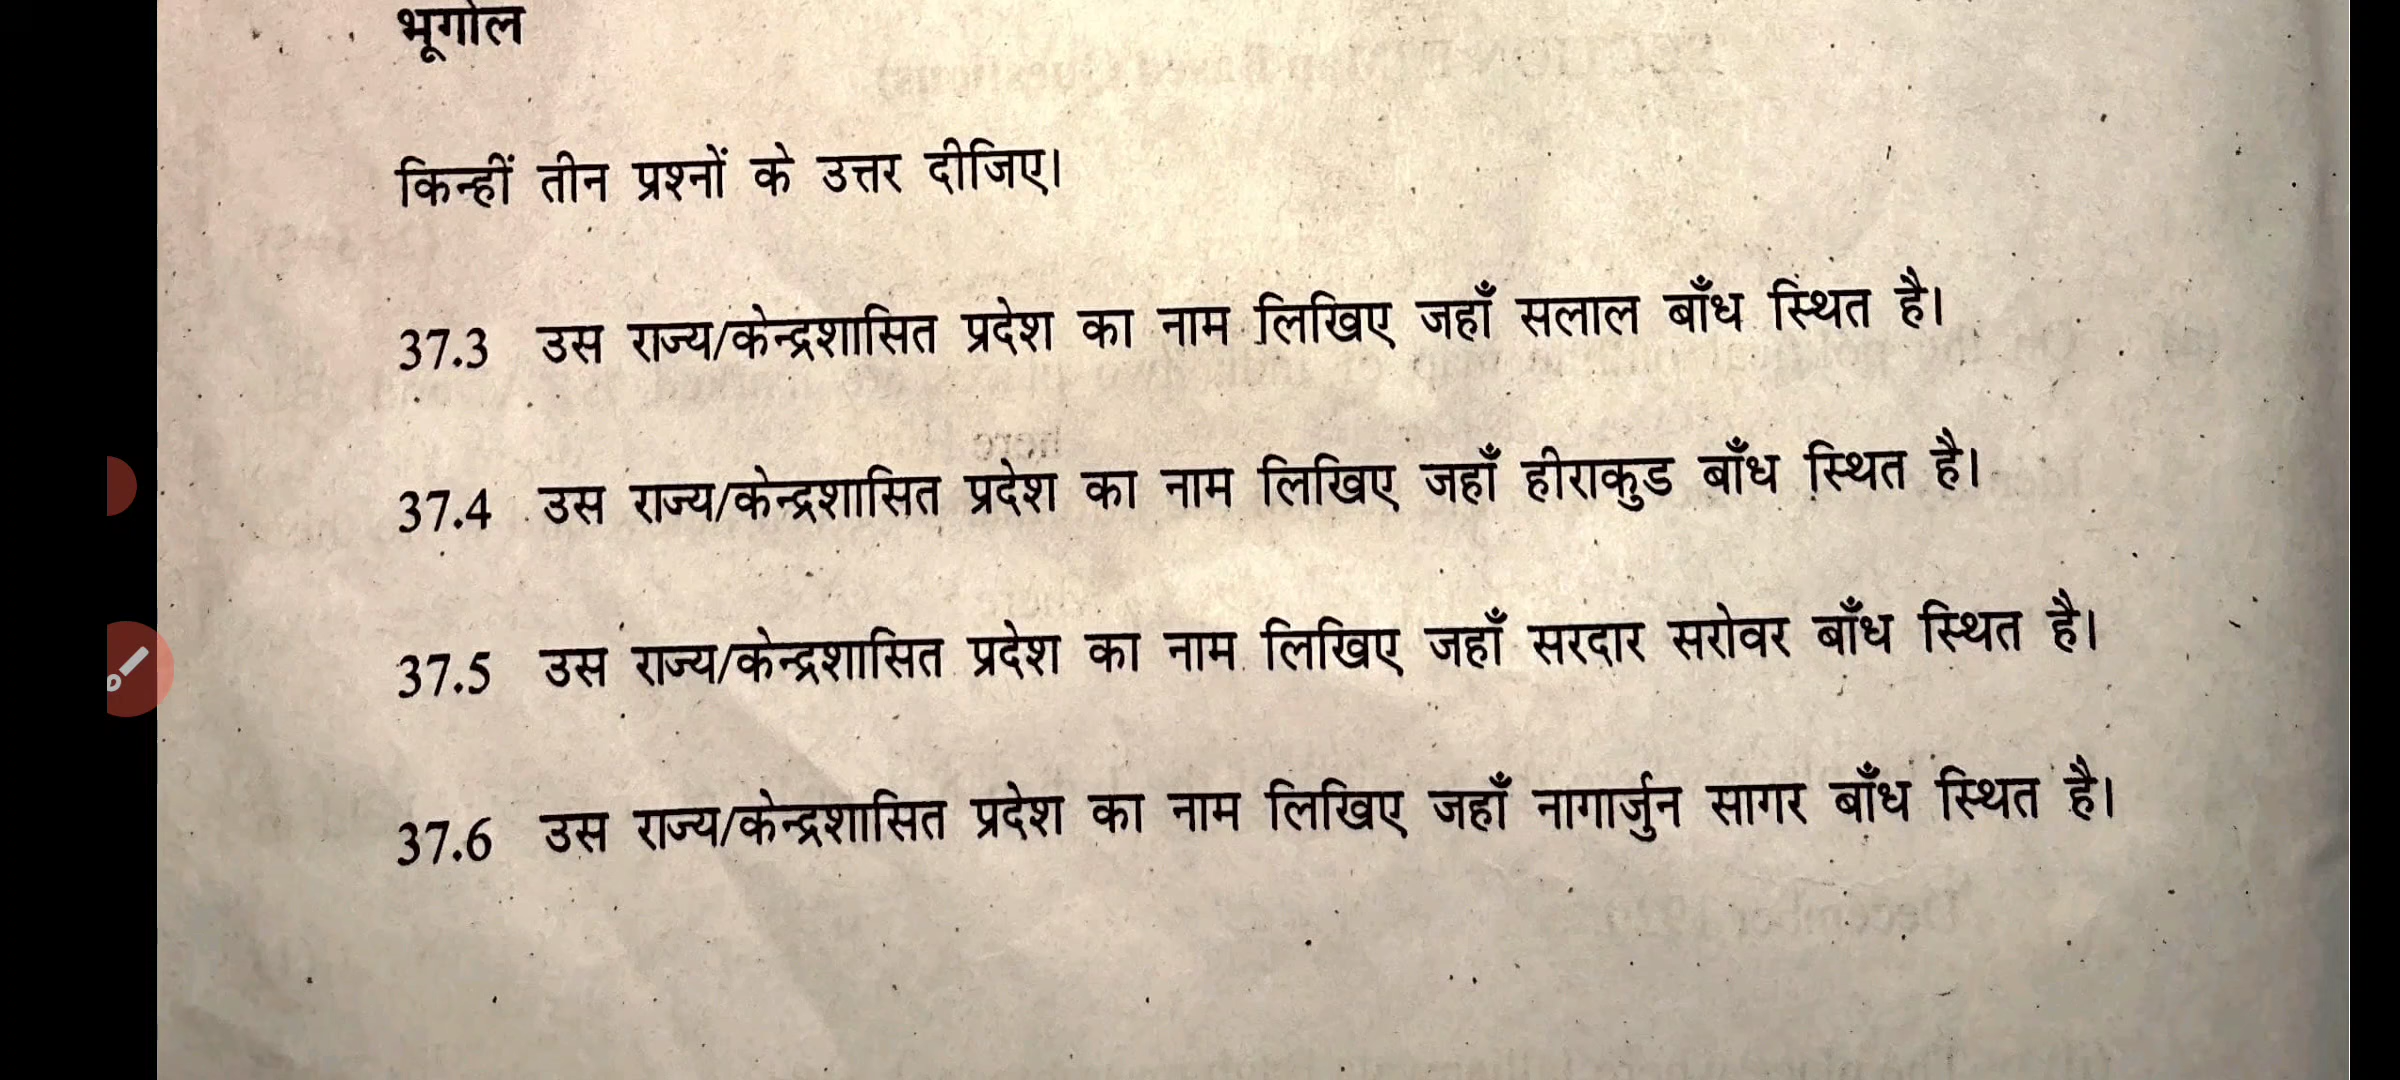 भूगोल
किन्हीं तीन प्रश्नों के उत्तर दीजिए।
37.3 उस राज्य/केन्द्रशासित प्रदेश का नाम लिखिए जहाँ सलाल बाँध स्थित है।
37.4 उस राज्य/केन्द्रशासित प्रदेश का नाम लिखिए जहाँ हीराकुड बाँध स्थित है।
37.5 उस राज्य/केन्द्रशासित प्रदेश का नाम लिखिए जहाँ सरदार सरोवर बाँध स्थित है।
37.6 उस राज्य/केन्द्रशासित प्रदेश का नाम लिखिए जहाँ नागार्जुन सागर बाँध स्थित है।